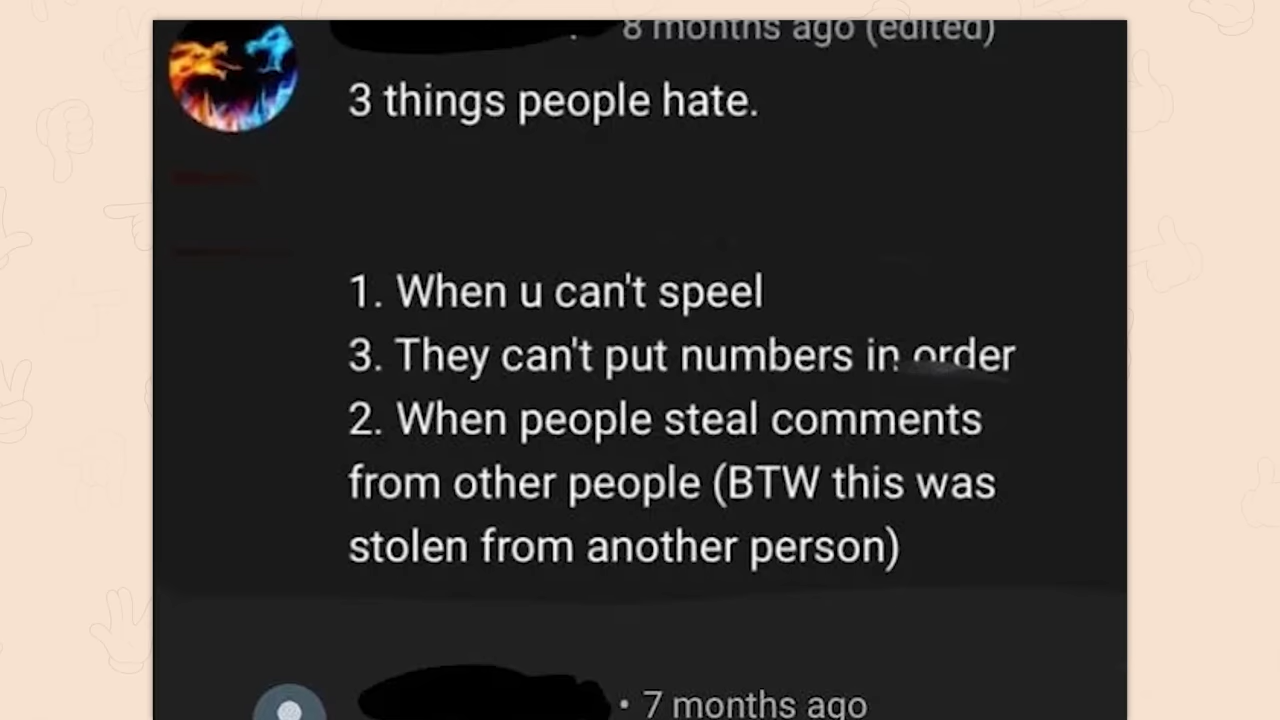 8 months ago (edited)
3 things people hate.
1. When u can't speel
3. They can't put numbers in order
2. When people steal comments
from other people (BTW this was
stolen from another person)
• 7 months ago